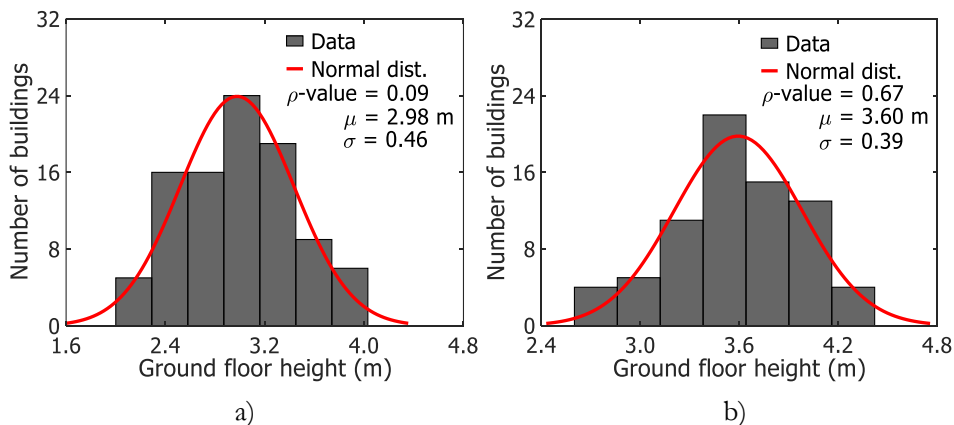 32
24
16
8
0
Number of buildings
Data
Normal dist.
ρ-value = 0.09
μ = 2.98 m
σ = 0.46
1.6 2.4 3.2 4.0 4.8
Ground floor height (m)
a)
32
24
16
8
0
Number of buildings
Data
Normal dist.
ρ-value = 0.67
μ = 3.60 m
σ = 0.39
2.4 3.0 3.6 4.2 4.8
Ground floor height (m)
b)